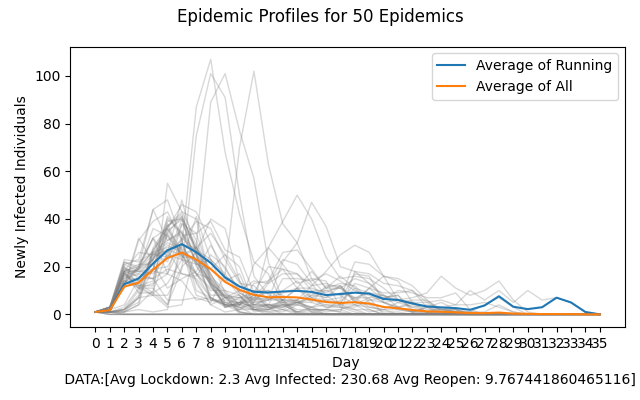 Epidemic Profiles for 50 Epidemics
Average of Running
Average of All
Newly Infected Individuals
100
80
60
40
20
0
0 1 2 3 4 5 6 7 8 9 10 11 12 13 14 15 16 17 18 19 20 21 22 23 24 25 26 27 28 29 30 31 32 33 34 35
Day
DATA:[Avg Lockdown: 2.3 Avg Infected: 230.68 Avg Reopen: 9.767441860465116]